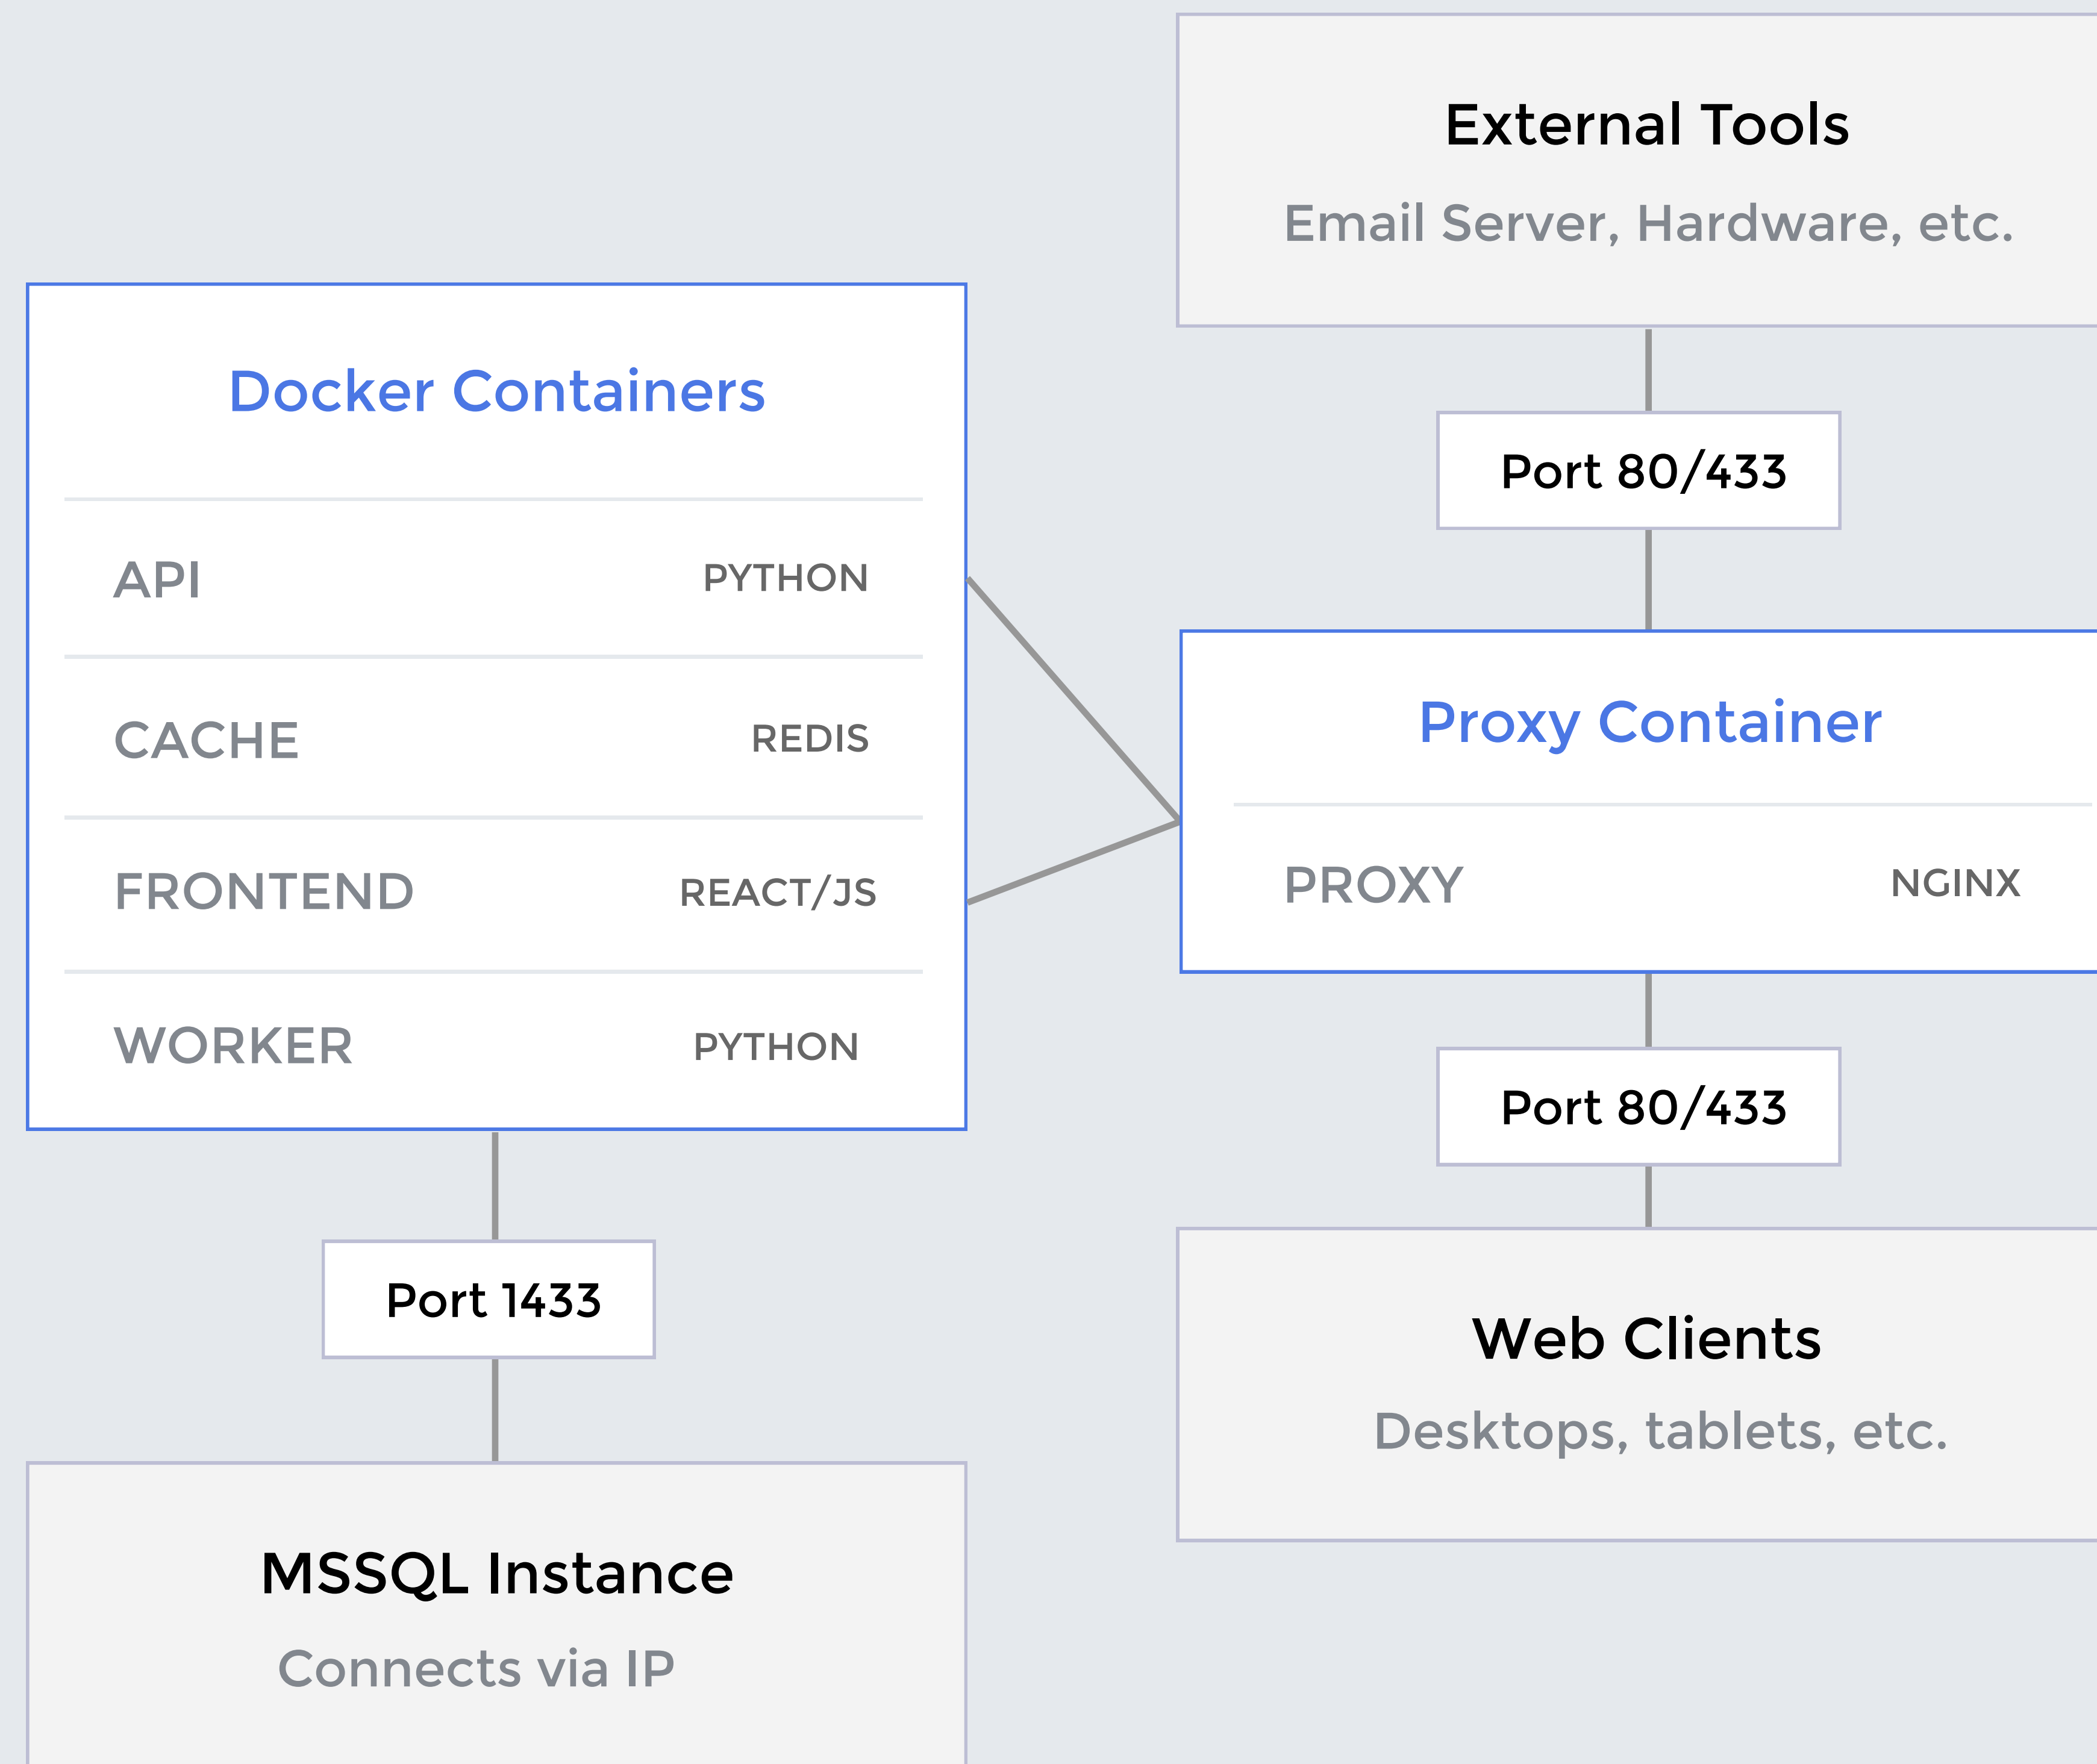 External Tools
Email Server, Hardware, etc.
Port 80/433
Docker Containers
API PYTHON
CACHE REDIS
FRONTEND REACT/JS
WORKER PYTHON
Proxy Container
PROXY NGINX
Port 80/433
Port 1433
Web Clients
Desktops, tablets, etc.
MSSQL Instance
Connects via IP